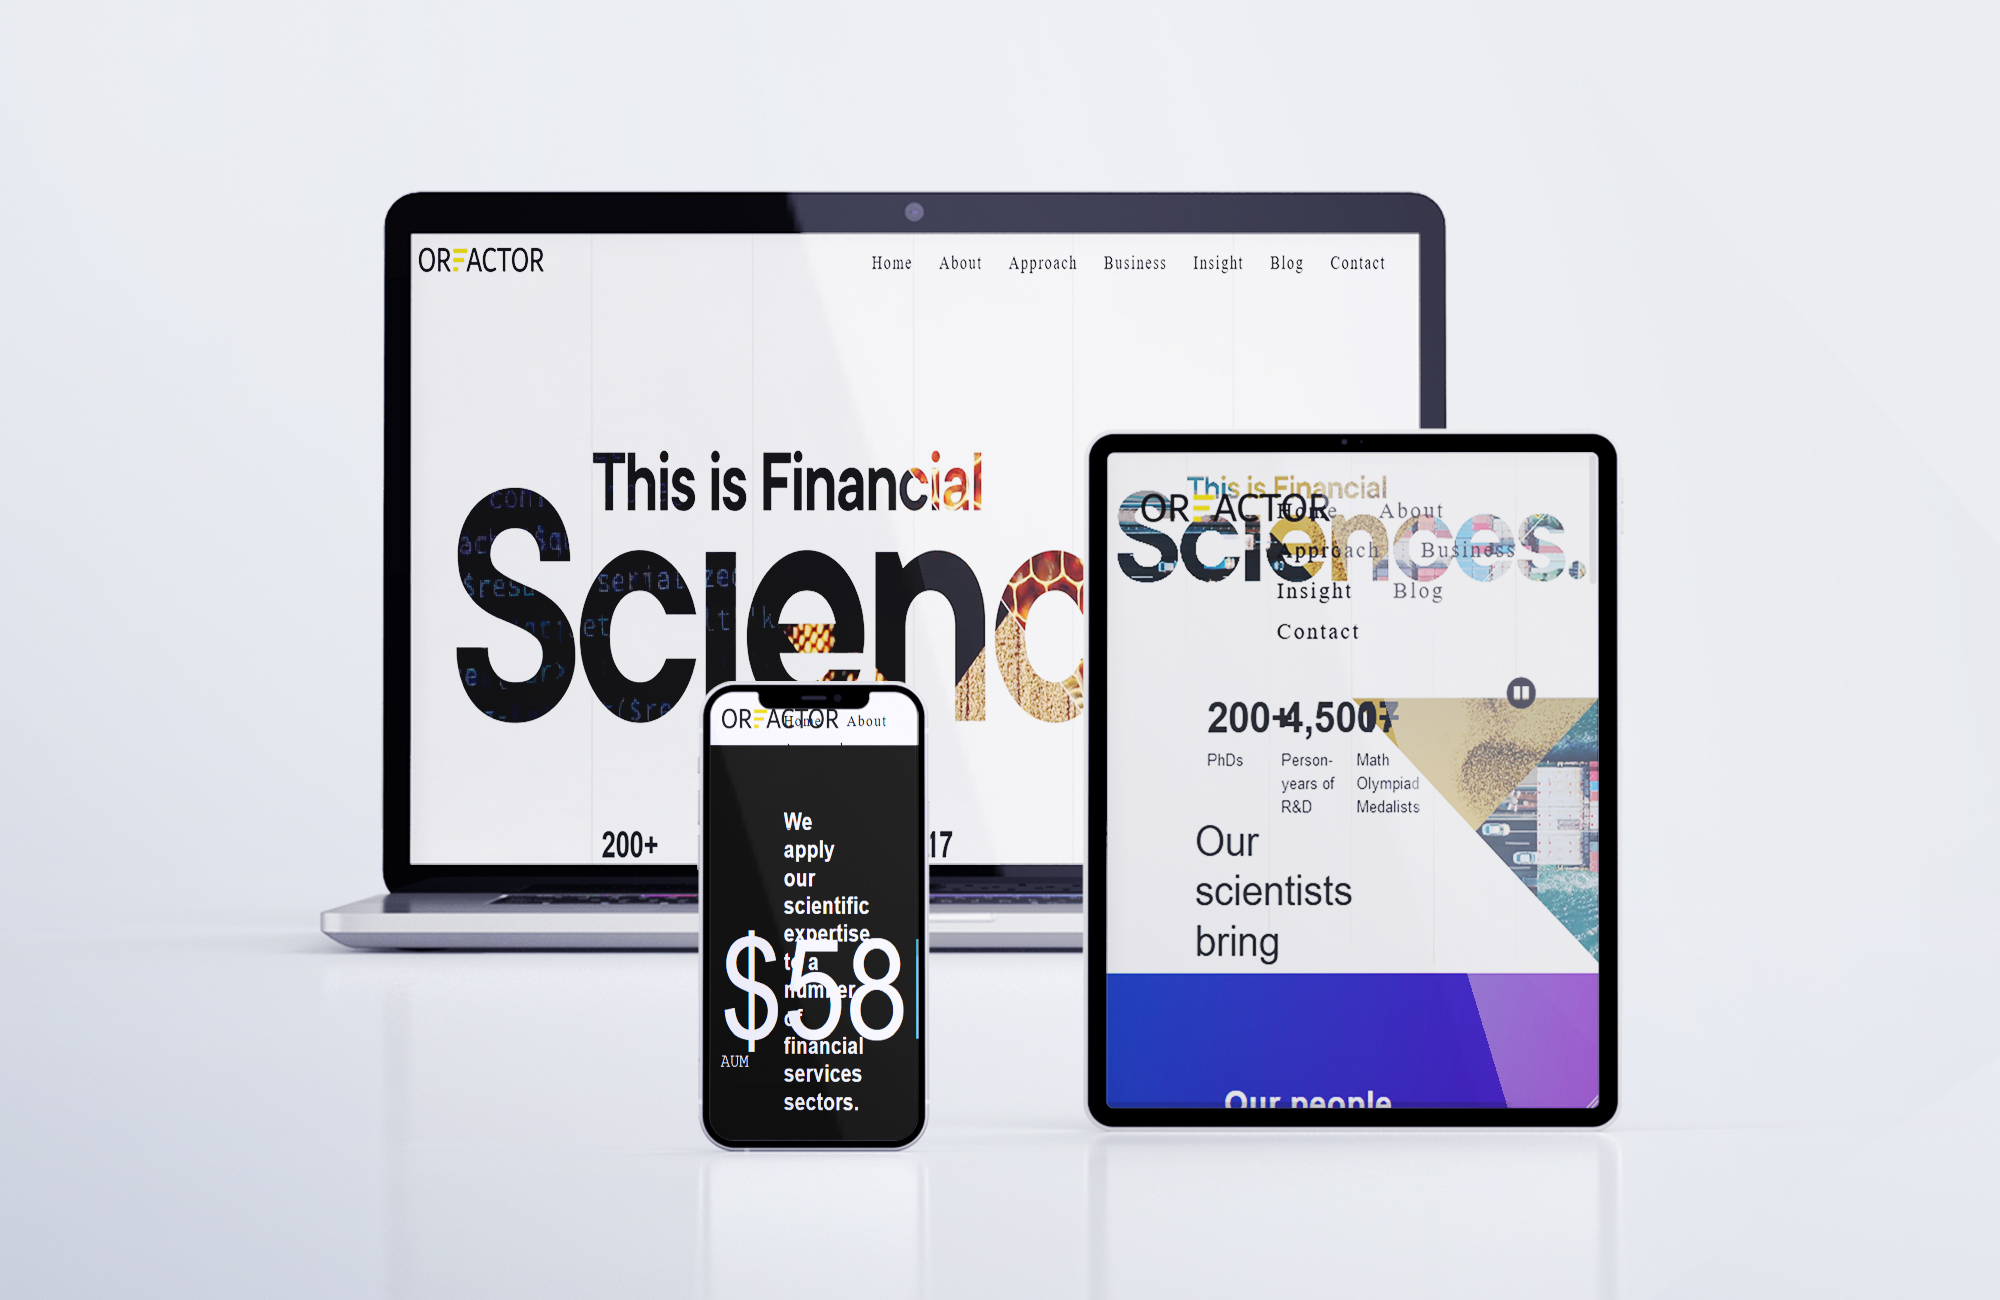 ORFACTOR
Home About Approach Business Insight Blog Contact
This is Financial
Scienc
200+
17
ORFACTOR
Home About
We
apply
our
scientific
expertise
to a
number
of
financial
services
sectors.
$58
AUM
This is Financial
Sciences.
ORFACTOR
Home About
Approach Business
Insight Blog
Contact
200+ 4,500+ 17
PhDs
Person-
years of
R&D
Math
Olympiad
Medalists
Our
scientists
bring
Our people